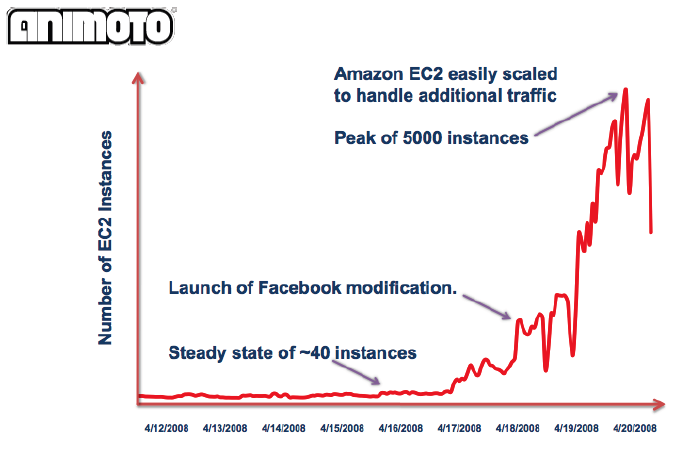 ANIMOTO
Amazon EC2 easily scaled
to handle additional traffic
Peak of 5000 instances
Number of EC2 Instances
Launch of Facebook modification.
Steady state of ~40 instances
4/12/2008 4/13/2008 4/14/2008 4/15/2008 4/16/2008 4/17/2008 4/18/2008 4/19/2008 4/20/2008